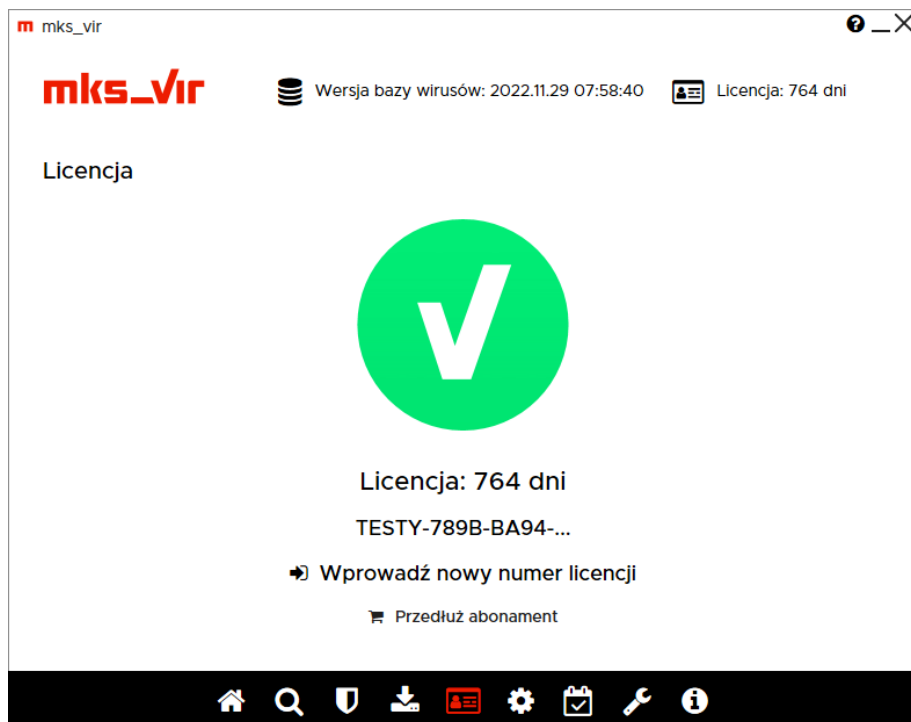 m mks_vir
mks_vır
Wersja bazy wirusów: 2022.11.29 07:58:40
Licencja: 764 dni
Licencja
Licencja: 764 dni
TESTY-789B-BA94-...
Wprowadź nowy numer licencji
Przedłuż abonament